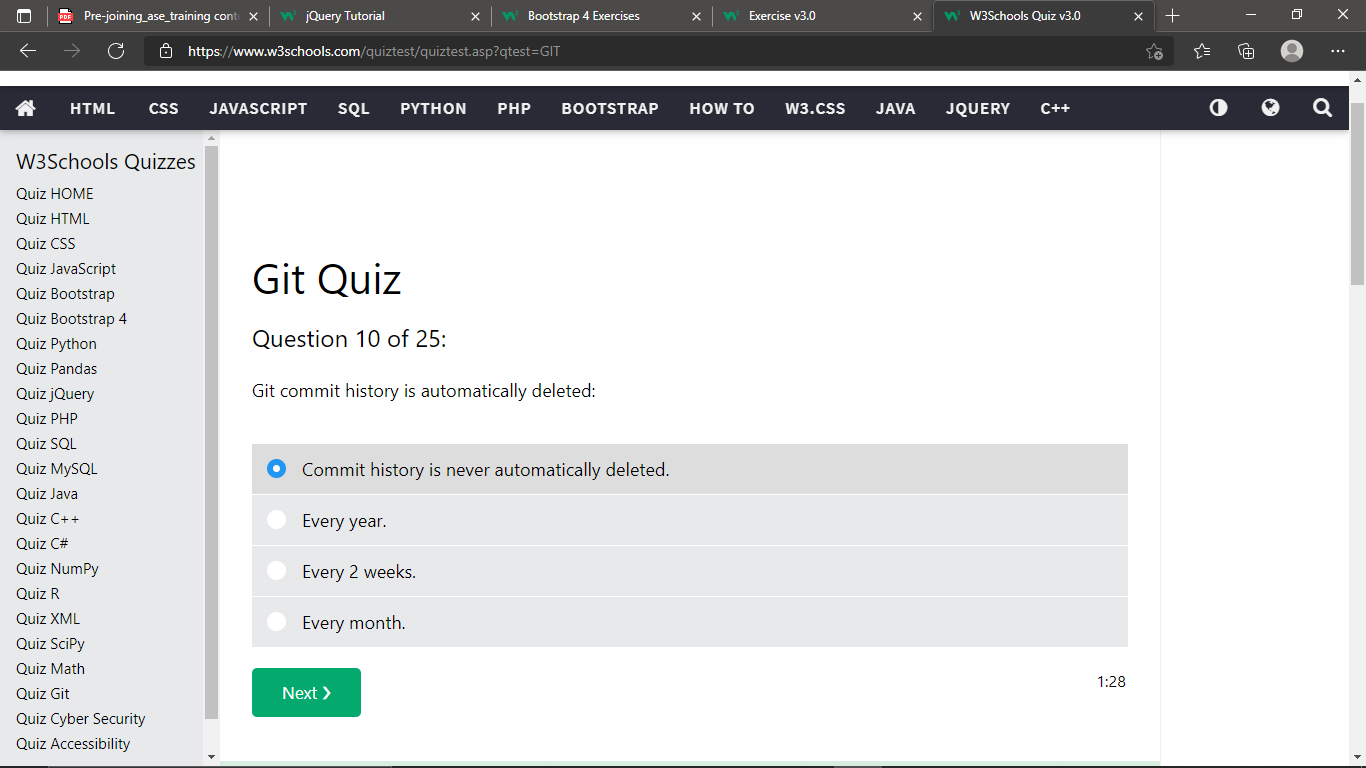 Pre-joining_ase_training cont
jQuery Tutorial
Bootstrap 4 Exercises
Exercise v3.0
W3Schools Quiz v3.0
https://www.w3schools.com/quiztest/quiztest.asp?qtest=GIT
HTML CSS JAVASCRIPT SQL PYTHON PHP BOOTSTRAP HOW TO W3.CSS JAVA JQUERY C++
W3Schools Quizzes
Quiz HOME
Quiz HTML
Quiz CSS
Quiz JavaScript
Quiz Bootstrap
Quiz Bootstrap 4
Quiz Python
Quiz Pandas
Quiz jQuery
Quiz PHP
Quiz SQL
Quiz MySQL
Quiz Java
Quiz C++
Quiz C#
Quiz NumPy
Quiz R
Quiz XML
Quiz SciPy
Quiz Math
Quiz Git
Quiz Cyber Security
Quiz Accessibility
Git Quiz
Question 10 of 25:
Git commit history is automatically deleted:
Commit history is never automatically deleted.
Every year.
Every 2 weeks.
Every month.
Next ❯
1:28